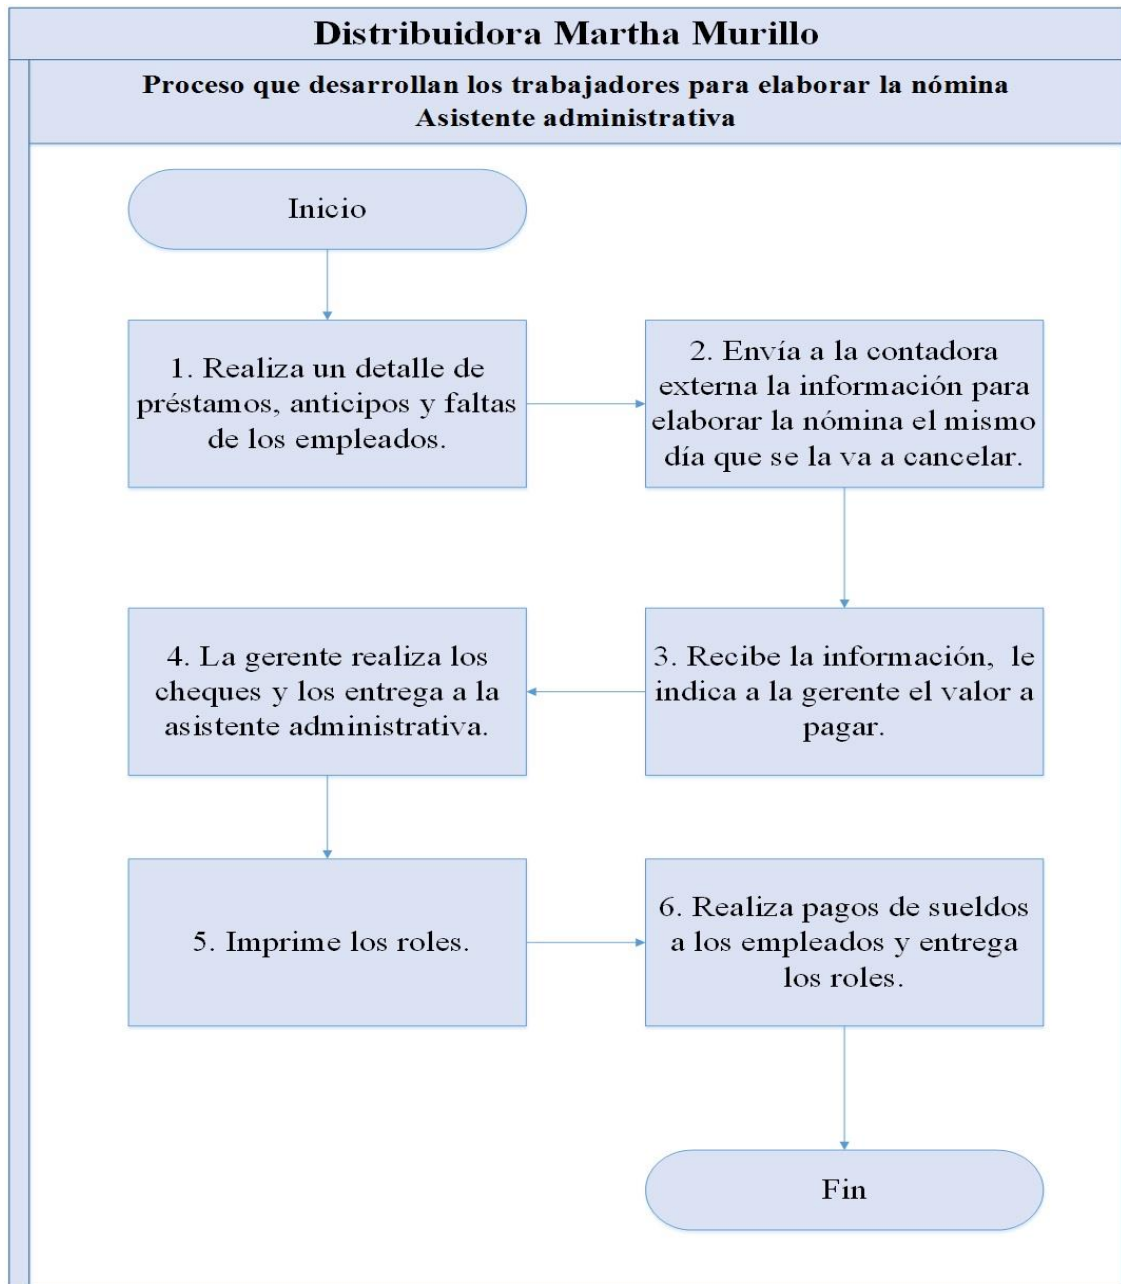 Distribuidora Martha Murillo
Proceso que desarrollan los trabajadores para elaborar la nómina
Asistente administrativa
Inicio
1. Realiza un detalle de
préstamos, anticipos y faltas
de los empleados.
2. Envía a la contadora
externa la información para
elaborar la nómina el mismo
día que se la va a cancelar.
3. Recibe la información, le
indica a la gerente el valor a
pagar.
4. La gerente realiza los
cheques y los entrega a la
asistente administrativa.
5. Imprime los roles.
6. Realiza pagos de sueldos
a los empleados y entrega
los roles.
Fin